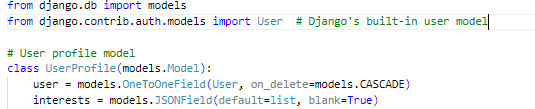 from django.db import models
from django.contrib.auth.models import User  # Django's built-in user model

# User profile model
class UserProfile(models.Model):
    user = models.OneToOneField(User, on_delete=models.CASCADE)
    interests = models.JSONField(default=list, blank=True)